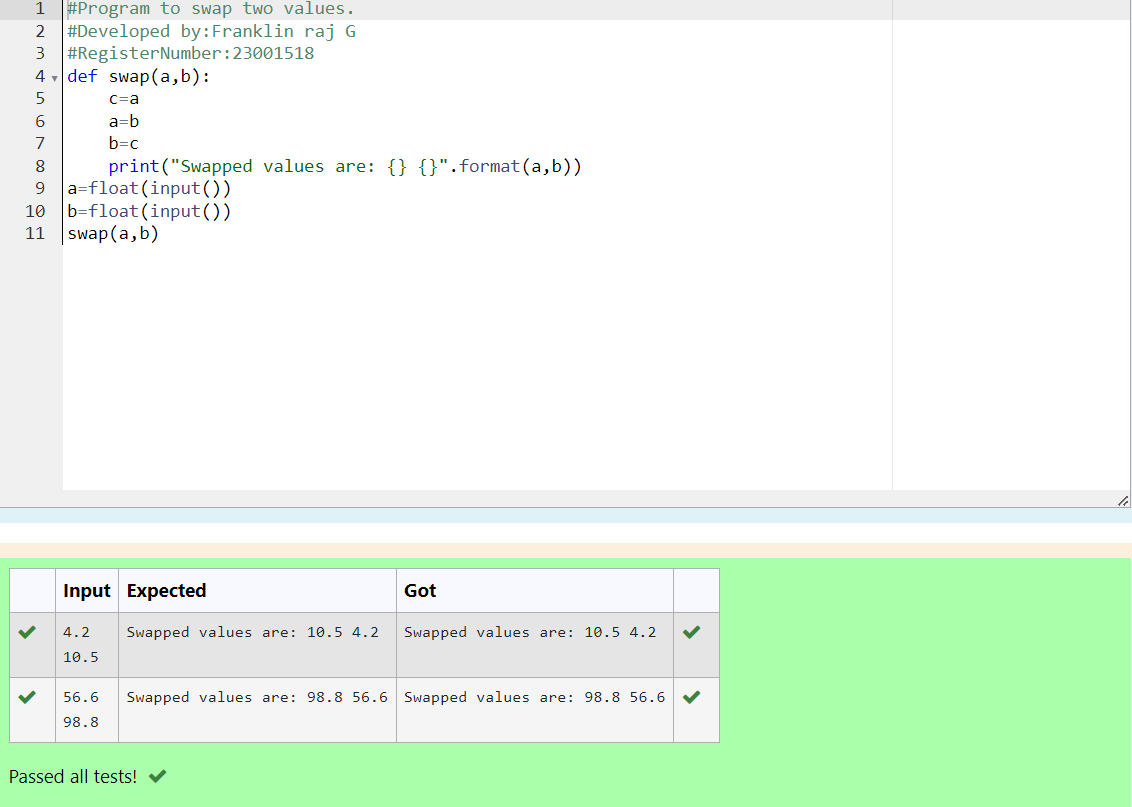 1 #Program to swap two values.
2 #Developed by:Franklin raj G
3 #RegisterNumber:23001518
4 def swap(a,b):
5     c=a
6     a=b
7     b=c
8     print("Swapped values are: {} {}".format(a,b))
9 a=float(input())
10 b=float(input())
11 swap(a,b)
Input Expected Got
4.2 Swapped values are: 10.5 4.2 Swapped values are: 10.5 4.2
10.5
56.6 Swapped values are: 98.8 56.6 Swapped values are: 98.8 56.6
98.8
Passed all tests!